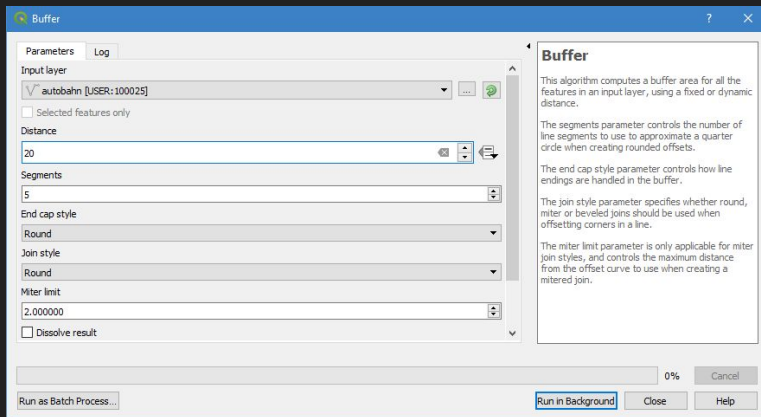 Buffer
Parameters Log
Input layer
autobahn [USER:100025]
...
Selected features only
Distance
20
Segments
5
End cap style
Round
Join style
Round
Miter limit
2.000000
Dissolve result
Buffer
This algorithm computes a buffer area for all the
features in an input layer, using a fixed or dynamic
distance.
The segments parameter controls the number of
line segments to use to approximate a quarter
circle when creating rounded offsets.
The end cap style parameter controls how line
endings are handled in the buffer.
The join style parameter specifies whether round,
miter or beveled joins should be used when
offsetting corners in a line.
The miter limit parameter is only applicable for miter
join styles, and controls the maximum distance
from the offset curve to use when creating a
mitered join.
0% Cancel
Run as Batch Process... Run in Background Close Help